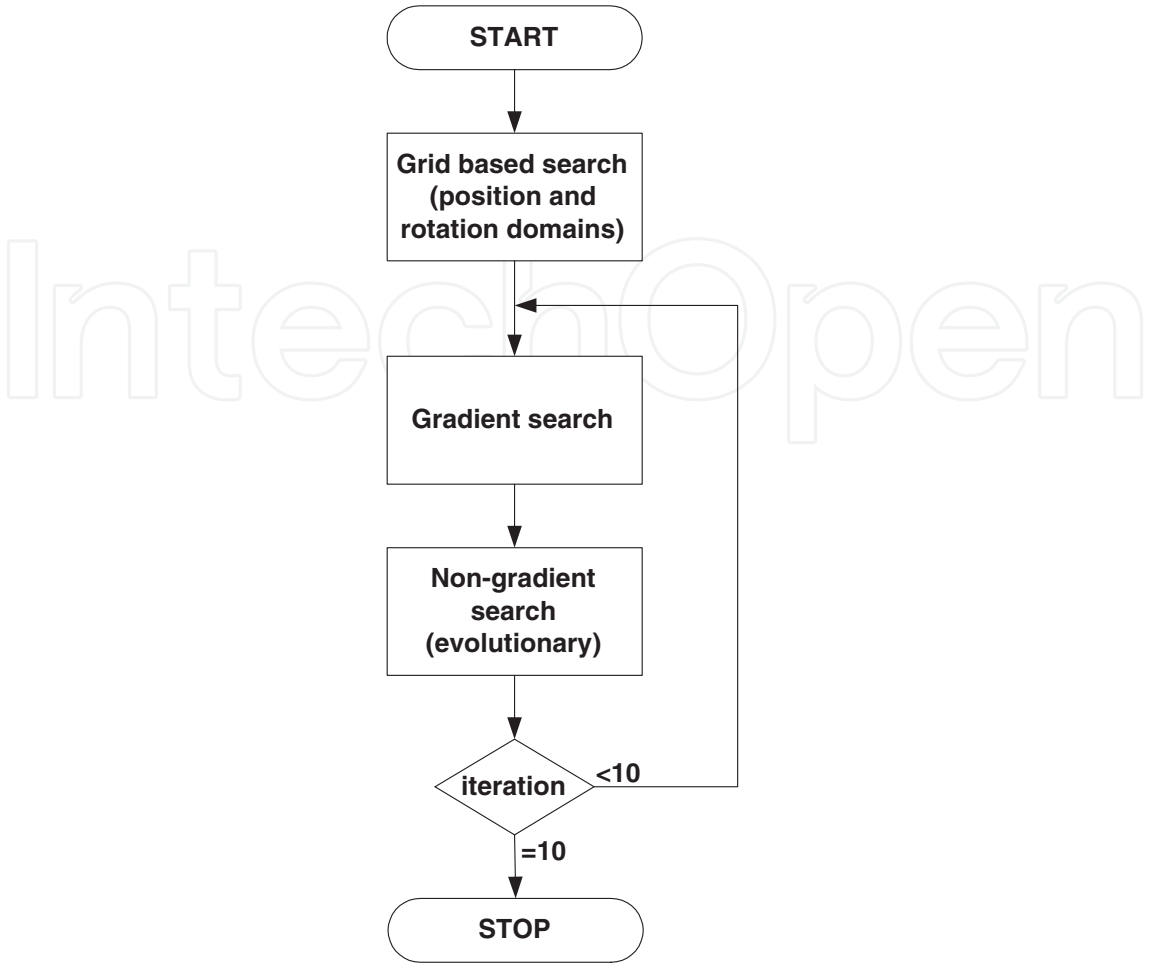 START
Grid based search
(position and
rotation domains)
IntechOpen
Gradient search
Non-gradient
search
(evolutionary)
iteration
<10
=10
STOP